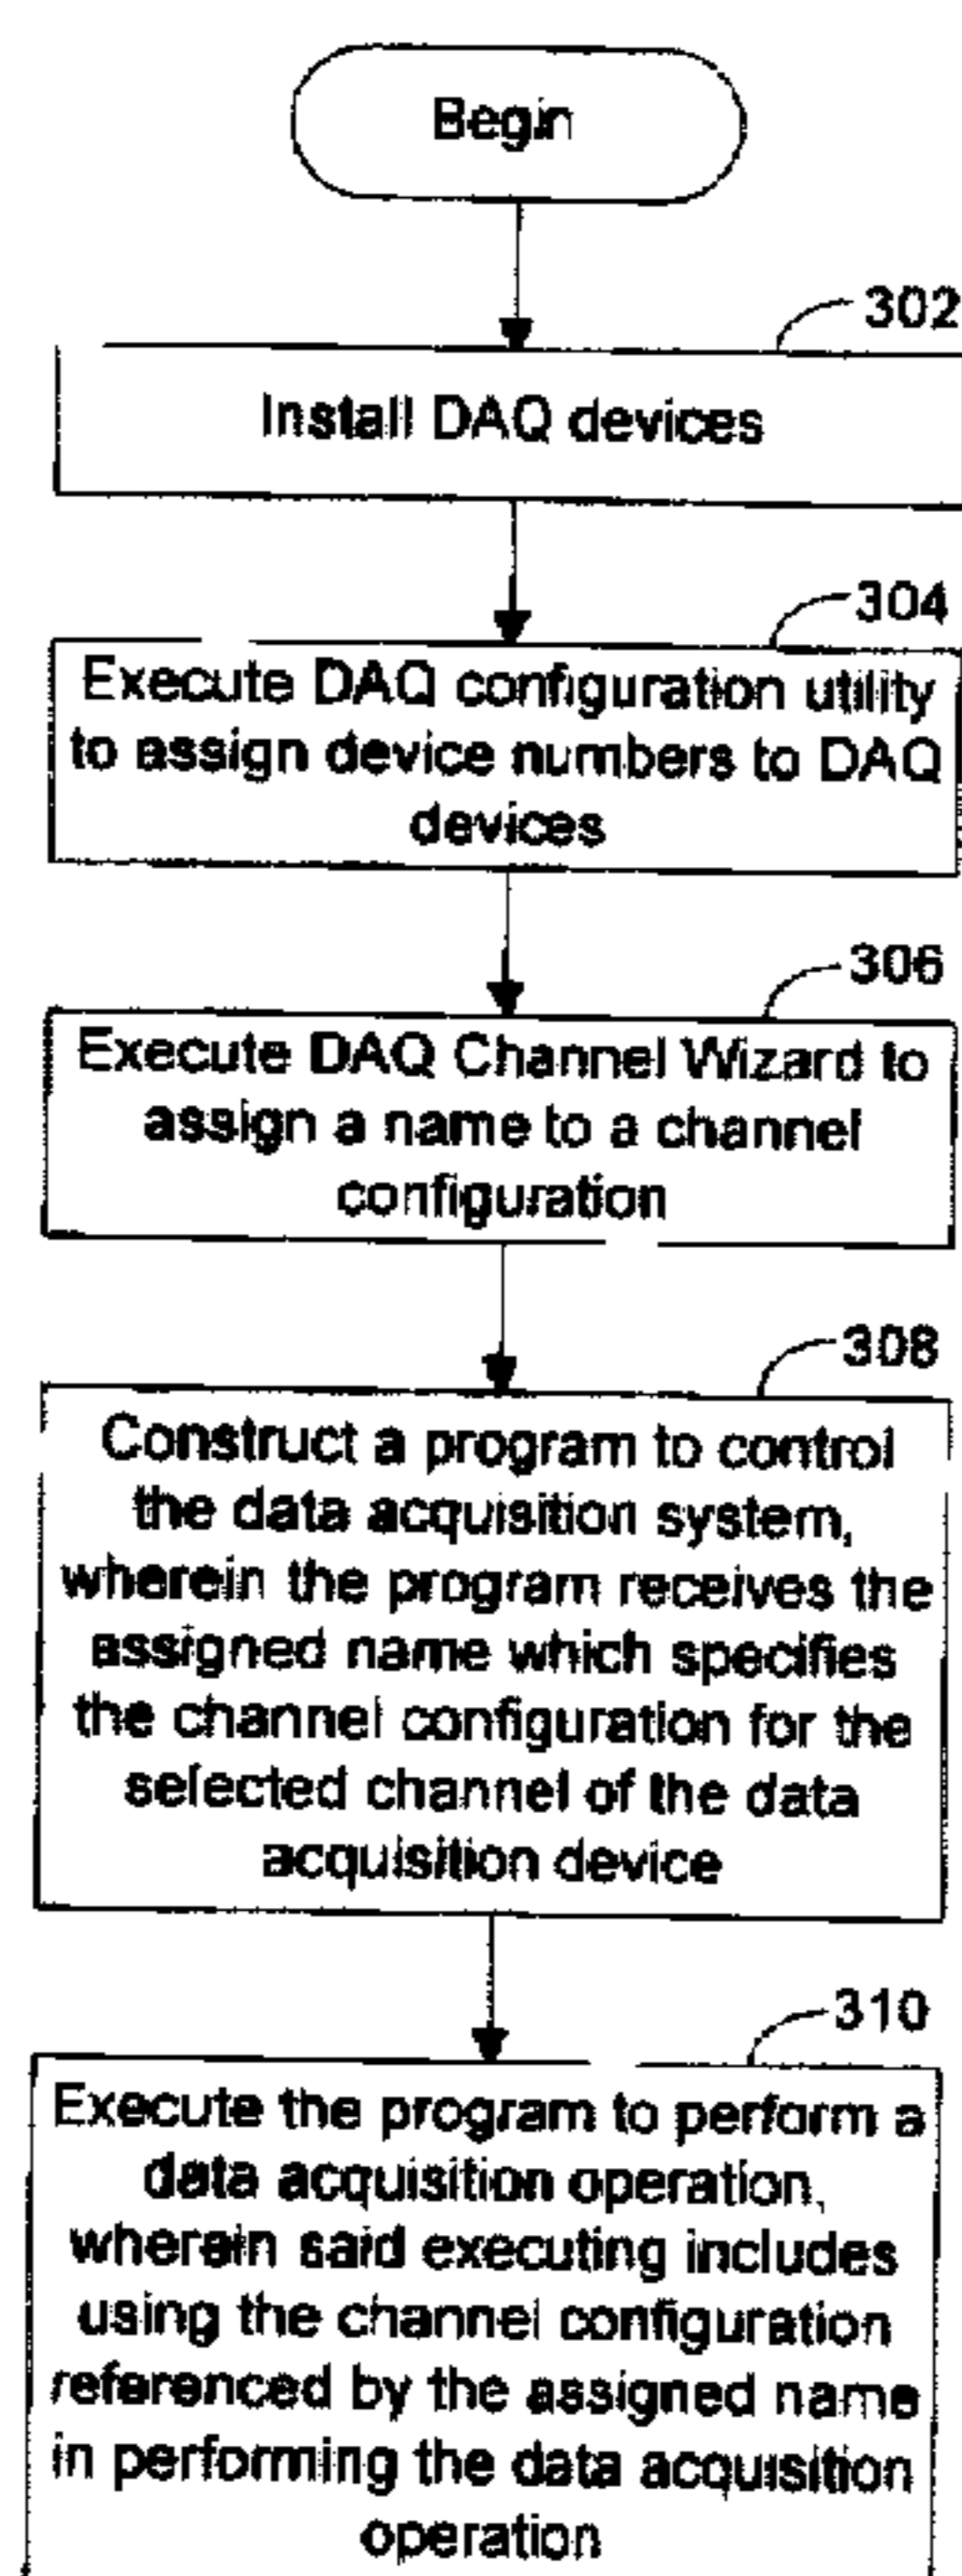 Begin
302
Install DAQ devices
304
Execute DAQ configuration utility
to assign device numbers to DAQ
devices
306
Execute DAQ Channel Wizard to
assign a name to a channel
configuration
308
Construct a program to control
the data acquisition system,
wherein the program receives the
assigned name which specifies
the channel configuration for the
selected channel of the data
acquisition device
310
Execute the program to perform a
data acquisition operation,
wherein said executing includes
using the channel configuration
referenced by the assigned name
in performing the data acquisition
operation